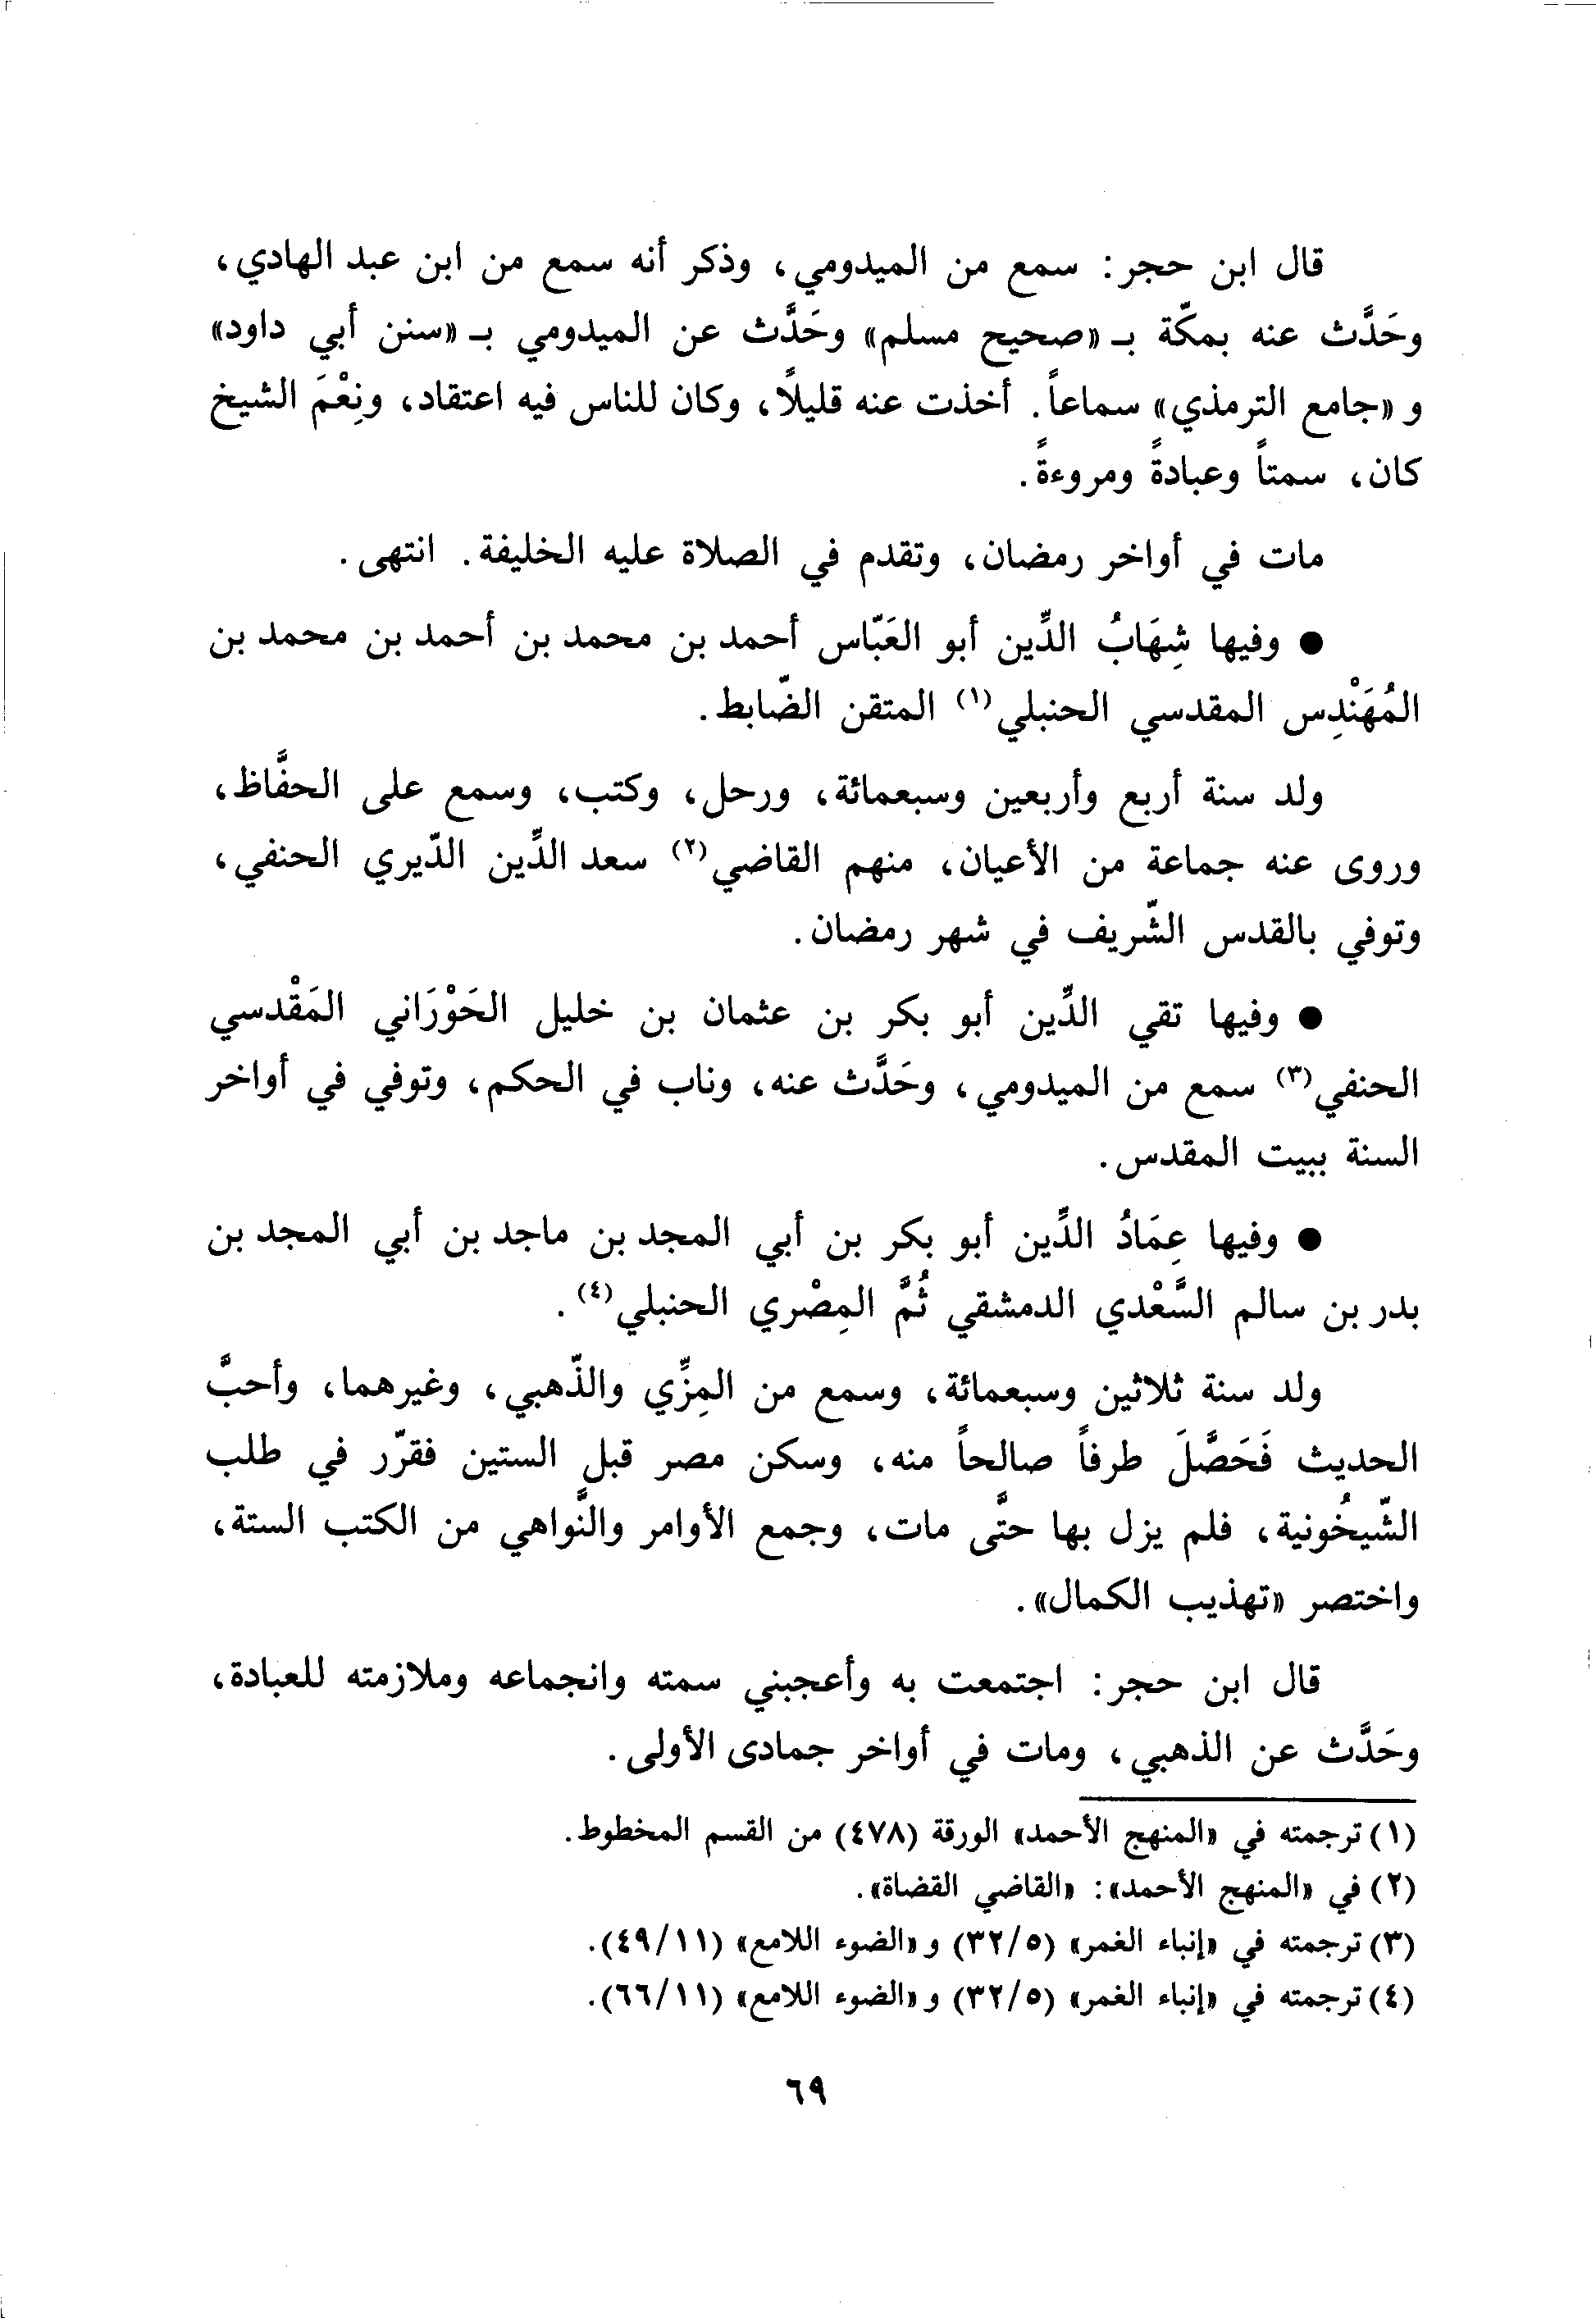 قال ابن حجر: سمع من الميدومي، وذكر أنه سمع من ابن عبد الهادي،
وحَدَّث عنه بمكّة بـ «صحيح مسلم» وحَدَّث عن الميدومي بـ «سنن أبي داود»
و «جامع الترمذي» سماعاً. أخذت عنه قليلًا، وكان للناس فيه اعتقاد، ونِعْمَ الشيخ
كان، سمتاً وعبادةً ومروءةً.
مات في أواخر رمضان، وتقدم في الصلاة عليه الخليفة. انتهى.
● وفيها شِهَابُ الدِّين أبو العَبّاس أحمد بن محمد بن أحمد بن محمد بن
المُهَنْدِس المقدسي الحنبلي(١) المتقن الضّابط.
ولد سنة أربع وأربعين وسبعمائة، ورحل، وكتب، وسمع على الحفَّاظ،
وروى عنه جماعة من الأعيان، منهم القاضي(٢) سعد الدِّين الدّيري الحنفي،
وتوفي بالقدس الشّريف في شهر رمضان.
● وفيها تقي الدِّين أبو بكر بن عثمان بن خليل الحَوْرَاني المَقْدسي
الحنفي(٣) سمع من الميدومي، وحَدَّث عنه، وناب في الحكم، وتوفي في أواخر
السنة ببيت المقدس.
● وفيها عِمَادُ الدِّين أبو بكر بن أبي المجد بن ماجد بن أبي المجد بن
بدر بن سالم السَّعْدي الدمشقي ثُمَّ المِصْري الحنبلي(٤).
ولد سنة ثلاثين وسبعمائة، وسمع من المِزِّي والذّهبي، وغيرهما، وأحبَّ
الحديث فَحَصَّلَ طرفاً صالحاً منه، وسكن مصر قبل الستين فقرّر في طلب
الشّيخُونية، فلم يزل بها حتَّى مات، وجمع الأوامر والنَّواهي من الكتب الستة،
واختصر «تهذيب الكمال».
قال ابن حجر: اجتمعت به وأعجبني سمته وانجماعه وملازمته للعبادة،
وحَدَّث عن الذهبي، ومات في أواخر جمادى الأولى.
(١) ترجمته في «المنهج الأحمد» الورقة (٤٧٨) من القسم المخطوط.
(٢) في «المنهج الأحمد»: «القاضي القضاة».
(٣) ترجمته في «إنباء الغمر» (٣٢/٥) و «الضوء اللامع» (٤٩/١١).
(٤) ترجمته في «إنباء الغمر» (٣٢/٥) و «الضوء اللامع» (٦٦/١١).
٦٩